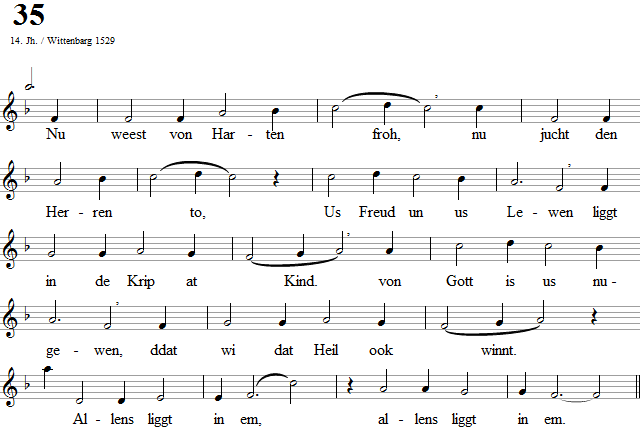 35
14. Jh. / Wittenbarg 1529
Nu weest von Har - ten froh, nu jucht den
Her - ren to, Us Freud un us Le - wen liggt
in de Krip at Kind. von Gott is us nu -
ge - wen, ddat wi dat Heil ook winnt.
Al - lens liggt in em, al - lens liggt in em.